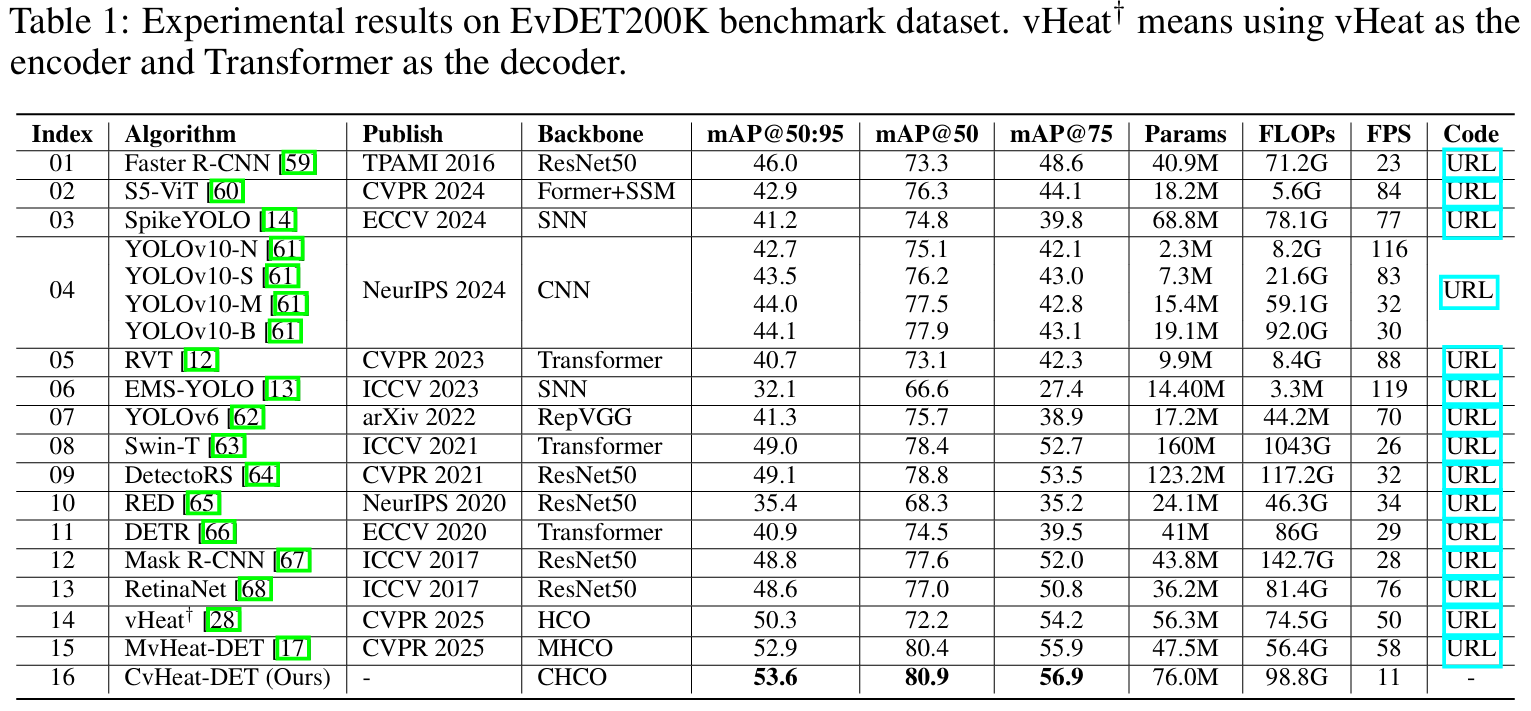 Table 1: Experimental results on EvDET200K benchmark dataset. vHeat† means using vHeat as the
encoder and Transformer as the decoder.
Index Algorithm Publish Backbone mAP@50:95 mAP@50 mAP@75 Params FLOPs FPS Code
01 Faster R-CNN [59] TPAMI 2016 ResNet50 46.0 73.3 48.6 40.9M 71.2G 23 URL
02 S5-ViT [60] CVPR 2024 Former+SSM 42.9 76.3 44.1 18.2M 5.6G 84 URL
03 SpikeYOLO [14] ECCV 2024 SNN 41.2 74.8 39.8 68.8M 78.1G 77 URL
YOLOv10-N [61] 42.7 75.1 42.1 2.3M 8.2G 116
YOLOv10-S [61] 43.5 76.2 43.0 7.3M 21.6G 83
04 NeurIPS 2024 CNN URL
YOLOv10-M [61] 44.0 77.5 42.8 15.4M 59.1G 32
YOLOv10-B [61] 44.1 77.9 43.1 19.1M 92.0G 30
05 RVT [12] CVPR 2023 Transformer 40.7 73.1 42.3 9.9M 8.4G 88 URL
06 EMS-YOLO [13] ICCV 2023 SNN 32.1 66.6 27.4 14.40M 3.3M 119 URL
07 YOLOv6 [62] arXiv 2022 RepVGG 41.3 75.7 38.9 17.2M 44.2M 70 URL
08 Swin-T [63] ICCV 2021 Transformer 49.0 78.4 52.7 160M 1043G 26 URL
09 DetectoRS [64] CVPR 2021 ResNet50 49.1 78.8 53.5 123.2M 117.2G 32 URL
10 RED [65] NeurIPS 2020 ResNet50 35.4 68.3 35.2 24.1M 46.3G 34 URL
11 DETR [66] ECCV 2020 Transformer 40.9 74.5 39.5 41M 86G 29 URL
12 Mask R-CNN [67] ICCV 2017 ResNet50 48.8 77.6 52.0 43.8M 142.7G 28 URL
13 RetinaNet [68] ICCV 2017 ResNet50 48.6 77.0 50.8 36.2M 81.4G 76 URL
14 vHeat† [28] CVPR 2025 HCO 50.3 72.2 54.2 56.3M 74.5G 50 URL
15 MvHeat-DET [17] CVPR 2025 MHCO 52.9 80.4 55.9 47.5M 56.4G 58 URL
16 CvHeat-DET (Ours) - CHCO 53.6 80.9 56.9 76.0M 98.8G 11 -